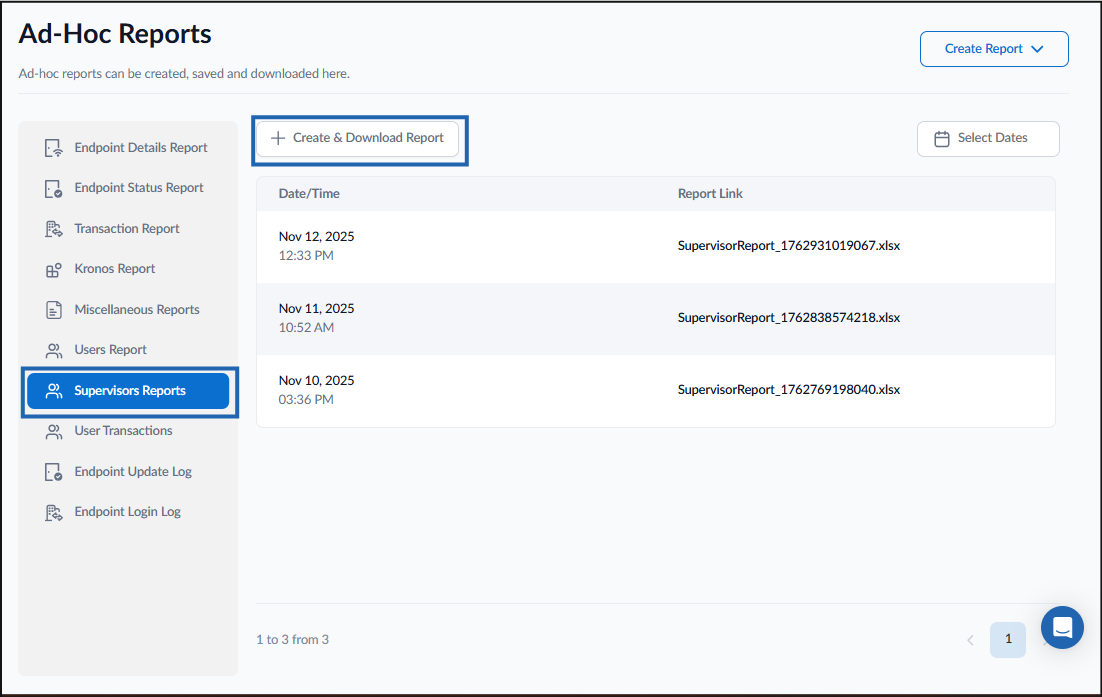 Ad-Hoc Reports
Create Report
Ad-hoc reports can be created, saved and downloaded here.
Endpoint Details Report
Endpoint Status Report
Transaction Report
Kronos Report
Miscellaneous Reports
Users Report
Supervisors Reports
User Transactions
Endpoint Update Log
Endpoint Login Log
Create & Download Report
Select Dates
Date/Time Report Link
Nov 12, 2025
12:33 PM
SupervisorReport_1762931019067.xlsx
Nov 11, 2025
10:52 AM
SupervisorReport_1762838574218.xlsx
Nov 10, 2025
03:36 PM
SupervisorReport_1762769198040.xlsx
1 to 3 from 3
1